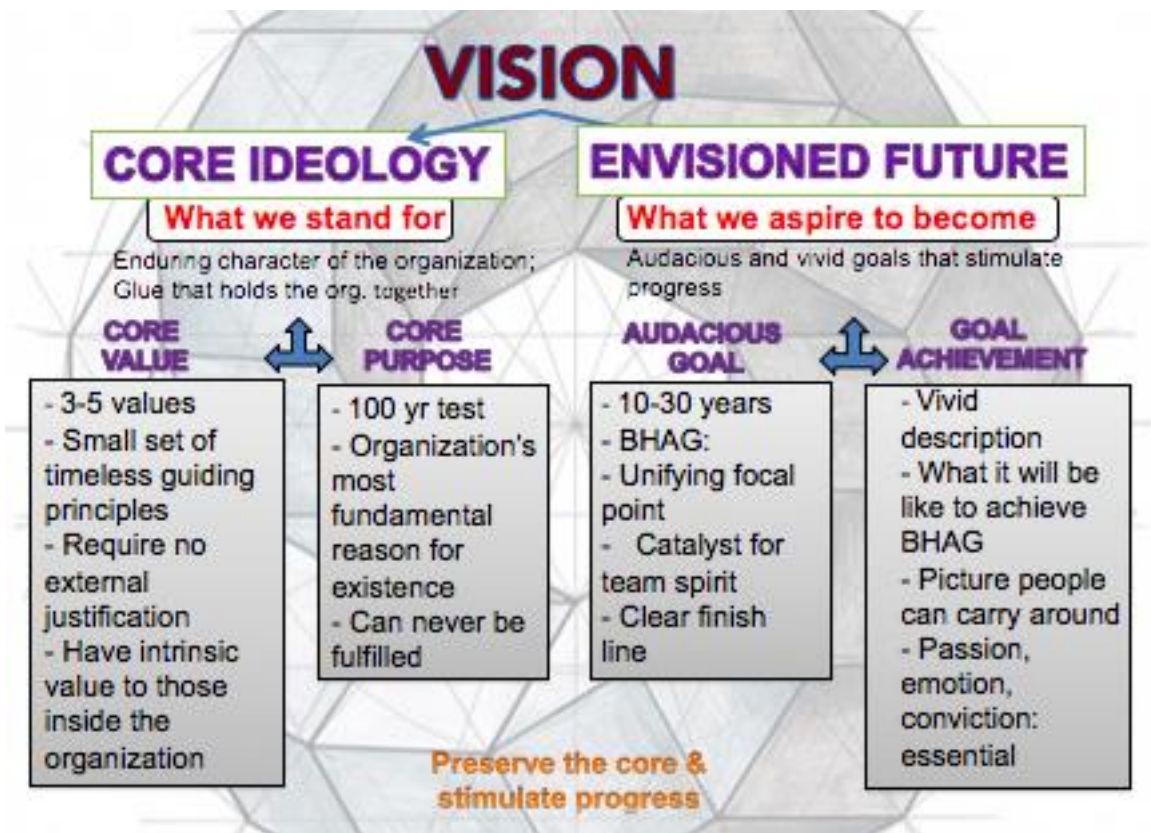 VISION
CORE IDEOLOGY
What we stand for
Enduring character of the organization;
Glue that holds the org. together
CORE
VALUE
- 3-5 values
- Small set of
timeless guiding
principles
- Require no
external
justification
- Have intrinsic
value to those
inside the
organization
CORE
PURPOSE
- 100 yr test
- Organization's
most
fundamental
reason for
existence
- Can never be
fulfilled
ENVISIONED FUTURE
What we aspire to become
Audacious and vivid goals that stimulate
progress
AUDACIOUS
GOAL
- 10-30 years
- BHAG:
- Unifying focal
point
- Catalyst for
team spirit
- Clear finish
line
GOAL
ACHIEVEMENT
- Vivid
description
- What it will be
like to achieve
BHAG
- Picture people
can carry around
- Passion,
emotion,
conviction:
essential
Preserve the core &
stimulate progress